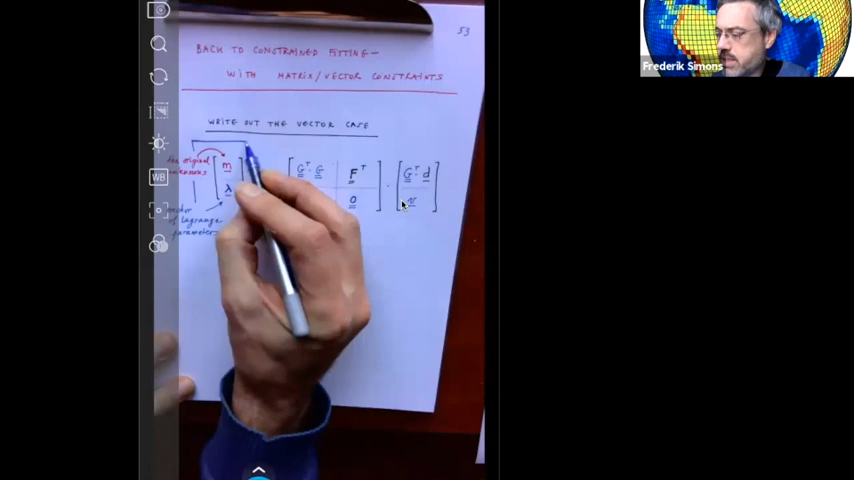 53
BACK TO CONSTRAINED FITTING -
WITH MATRIX/VECTOR CONSTRAINTS
WRITE OUT THE VECTOR CASE
the original
m
G^T · G
F^T
G^T · d
λ
0
vector
of lagrange
parameters
WB
Frederik Simons